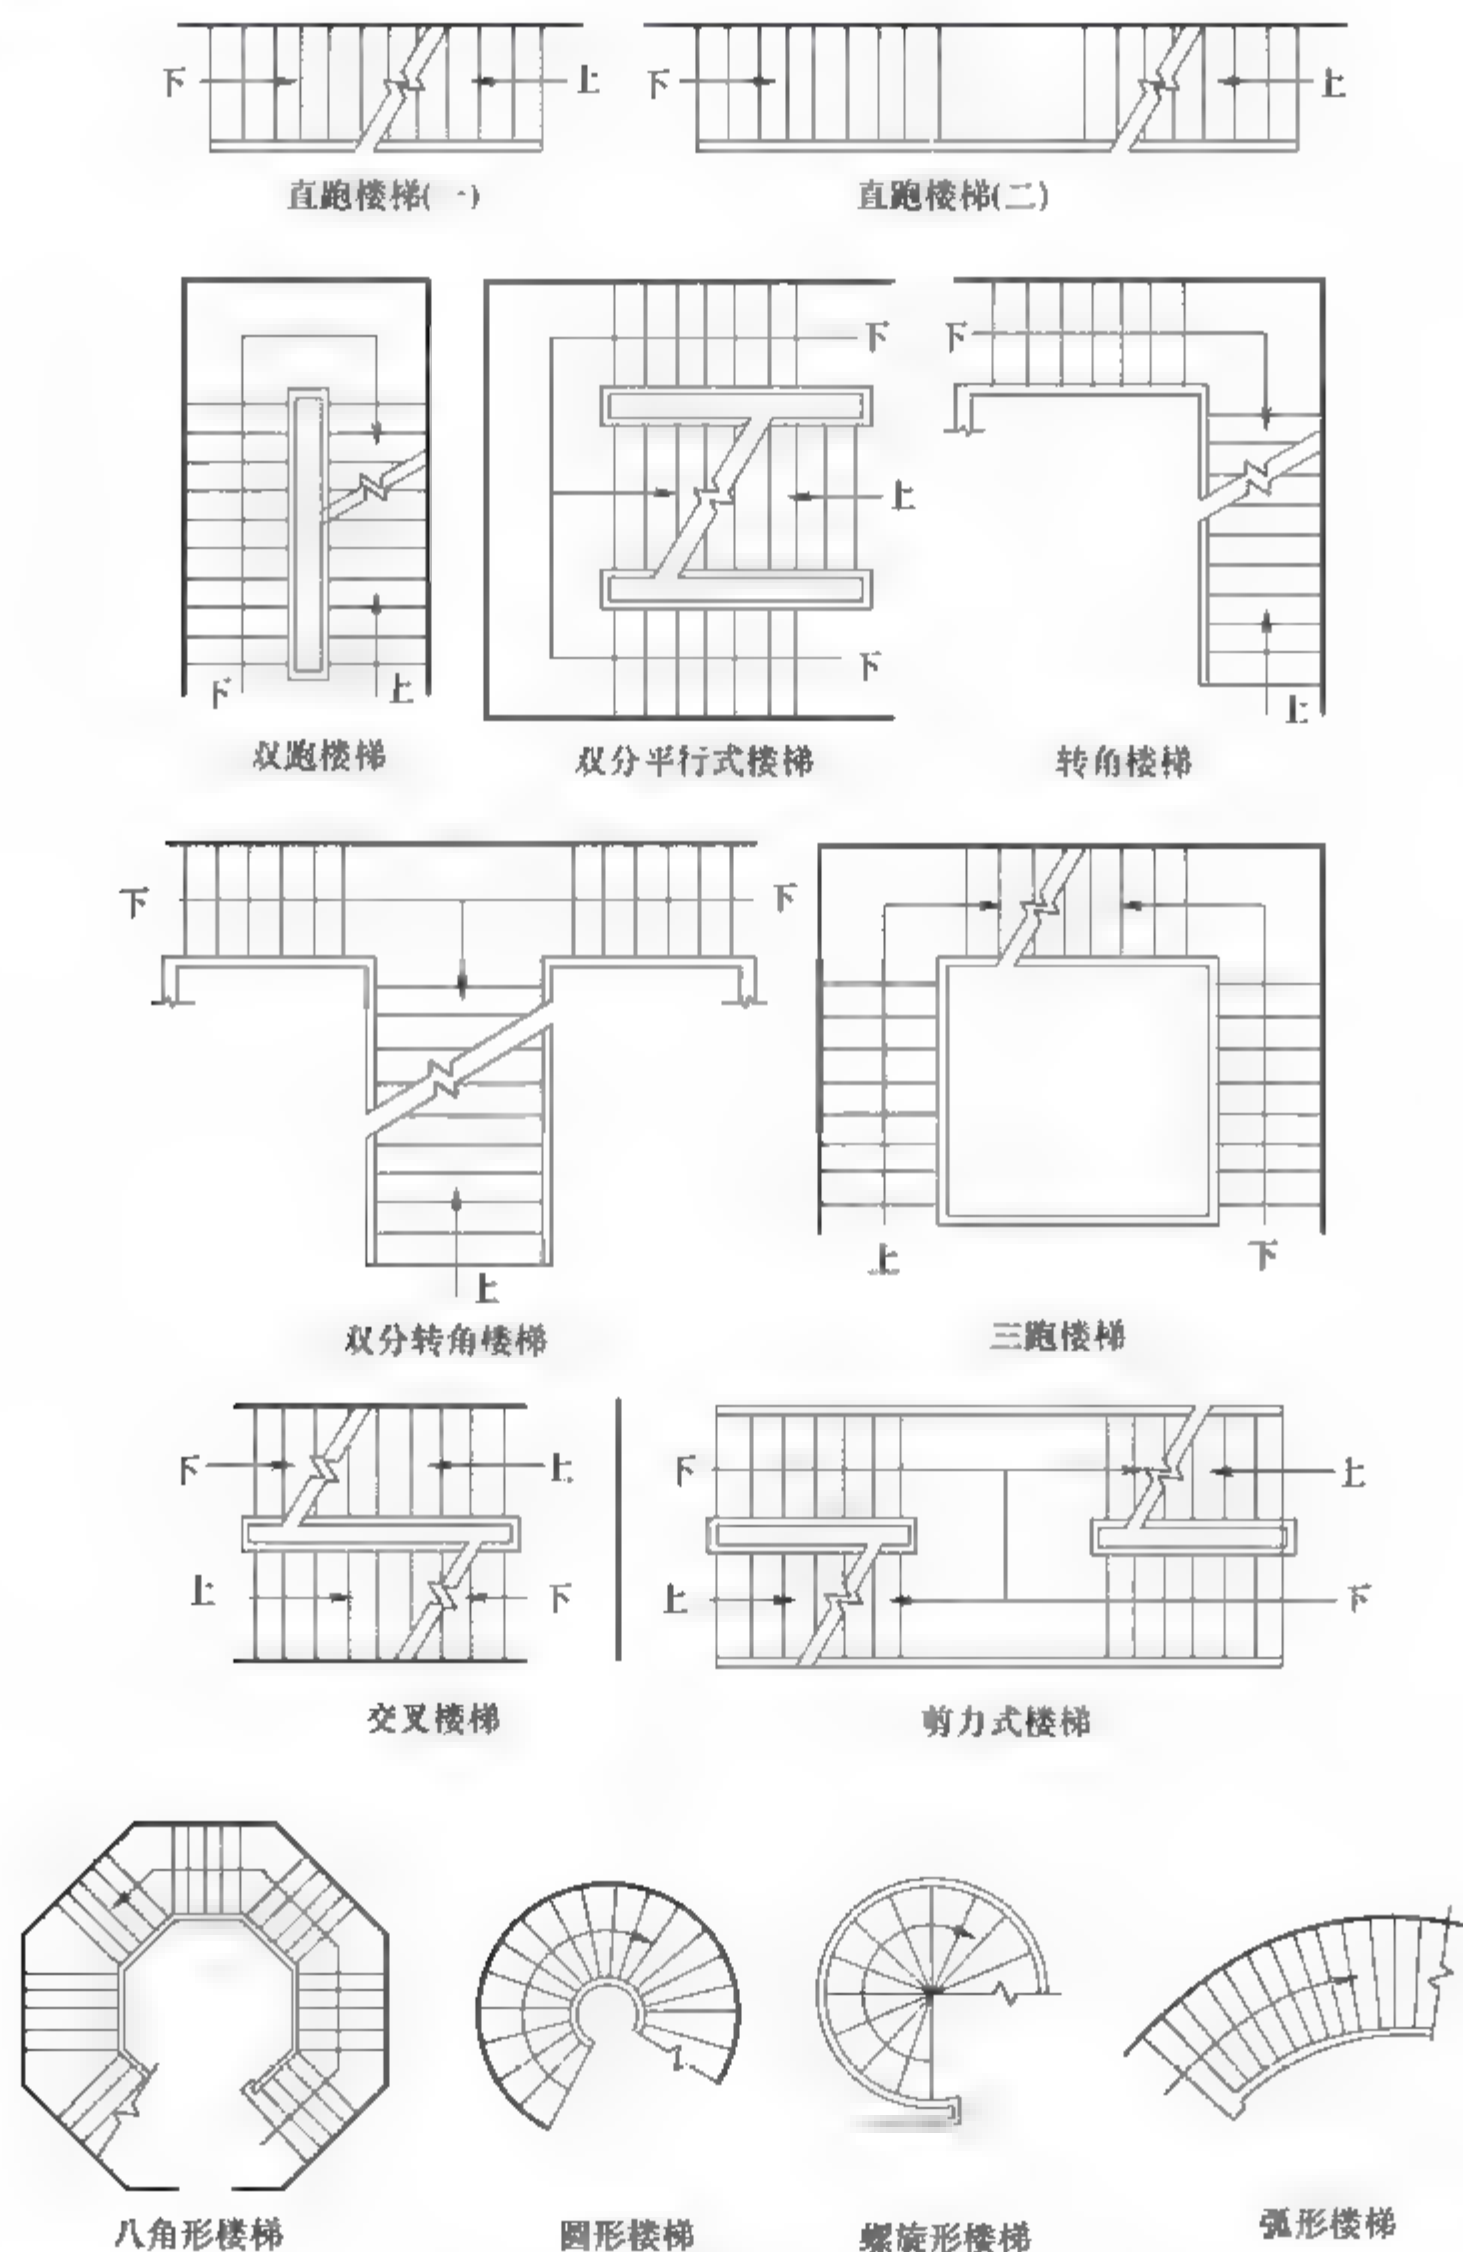 下 上 下 上
直跑楼梯(一) 直跑楼梯(二)
下 下
上
下 上 下 上
双跑楼梯 双分平行式楼梯 转角楼梯
下 下
上 下
上
双分转角楼梯 三跑楼梯
下 上 下 上
上 下 上 下
交叉楼梯 剪力式楼梯
八角形楼梯 圆形楼梯 螺旋形楼梯 弧形楼梯